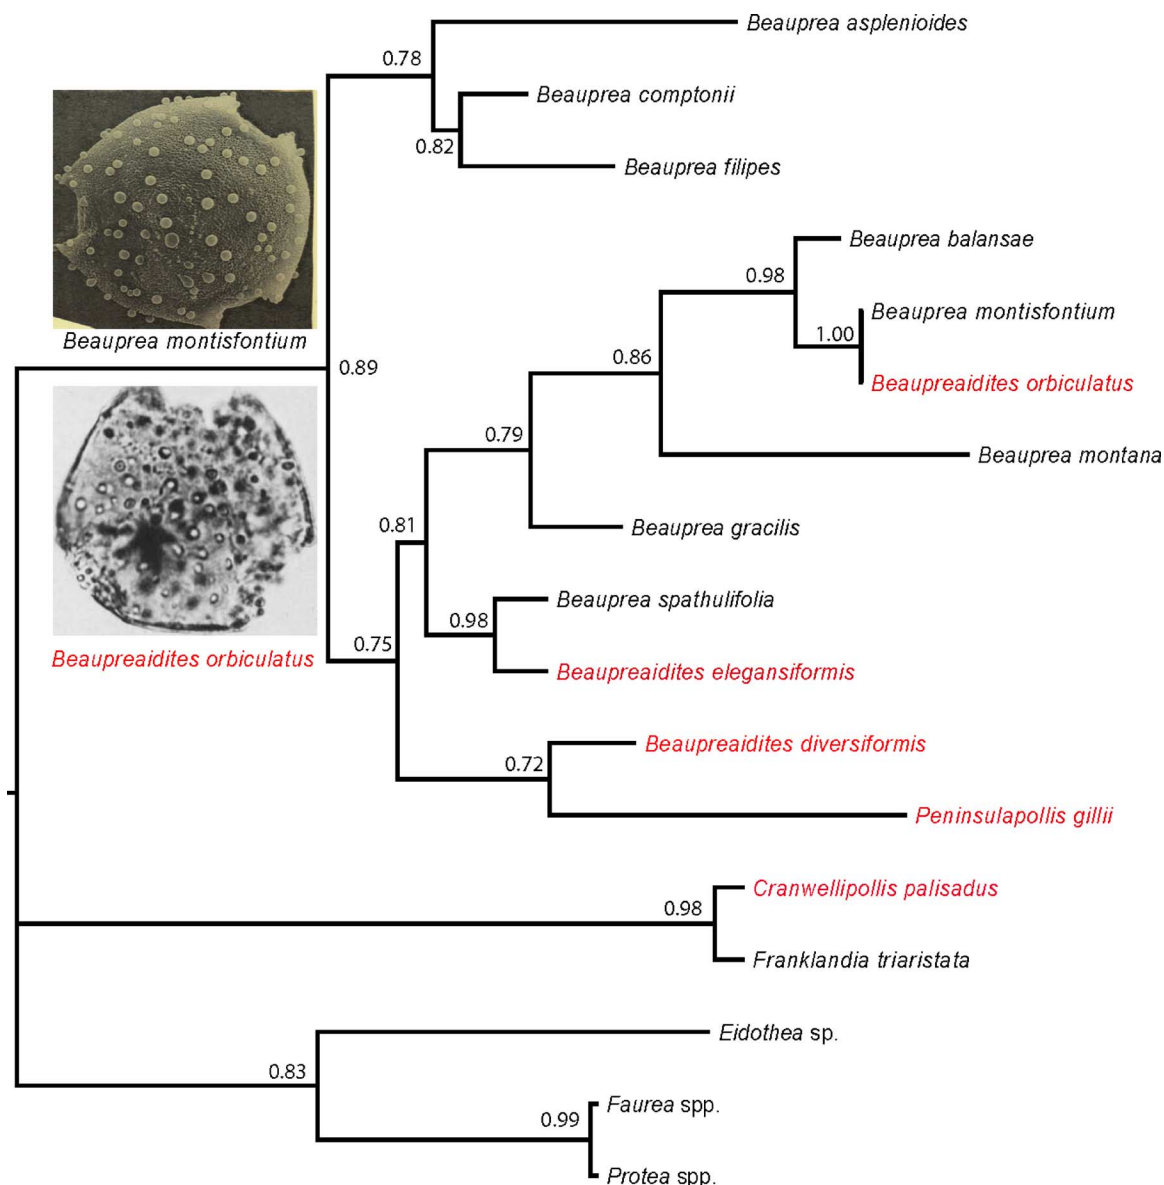 Beauprea asplenioides
0.78
Beauprea comptonii
0.82
Beauprea filipes
Beauprea balansae
0.98
Beauprea montisfontium
1.00
Beauprea montisfontium
0.86
0.89
Beaupreaidites orbiculatus
0.79
Beauprea montana
0.81
Beauprea gracilis
Beauprea spathulifolia
0.98
0.75
Beaupreaidites orbiculatus
Beaupreaidites elegansiformis
Beaupreaidites diversiformis
0.72
Peninsulapollis gillii
Cranwellipollis palisadus
0.98
Franklandia triaristata
Eidothea sp.
0.83
Faurea spp.
0.99
Protea spp.